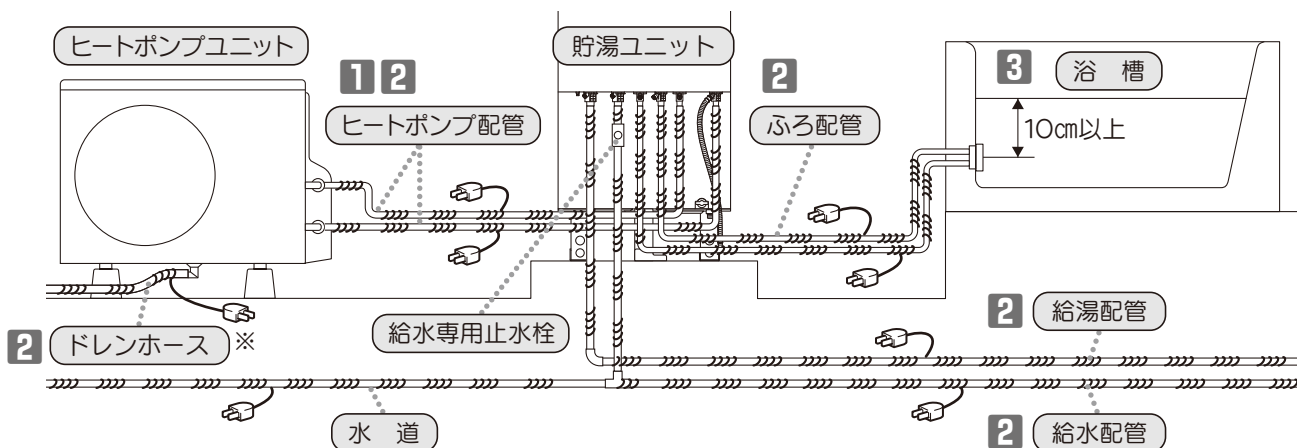 ヒートポンプユニット
貯湯ユニット
1 2
ヒートポンプ配管
2
ふろ配管
3 浴 槽
10cm以上
2 ドレンホース ※
給水専用止水栓
2 給湯配管
水 道
2 給水配管